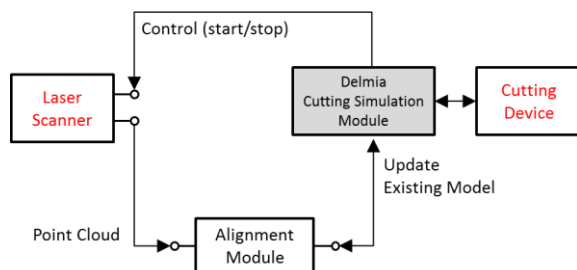 Control (start/stop)
Laser
Scanner
Delmia
Cutting Simulation
Module
Cutting
Device
Update
Existing Model
Point Cloud
Alignment
Module